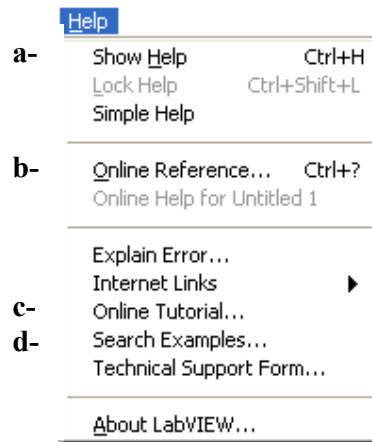 Help
a- Show Help Ctrl+H
Lock Help Ctrl+Shift+L
Simple Help
b- Online Reference... Ctrl+?
Online Help for Untitled 1
Explain Error...
Internet Links
c- Online Tutorial...
d- Search Examples...
Technical Support Form...
About LabVIEW...